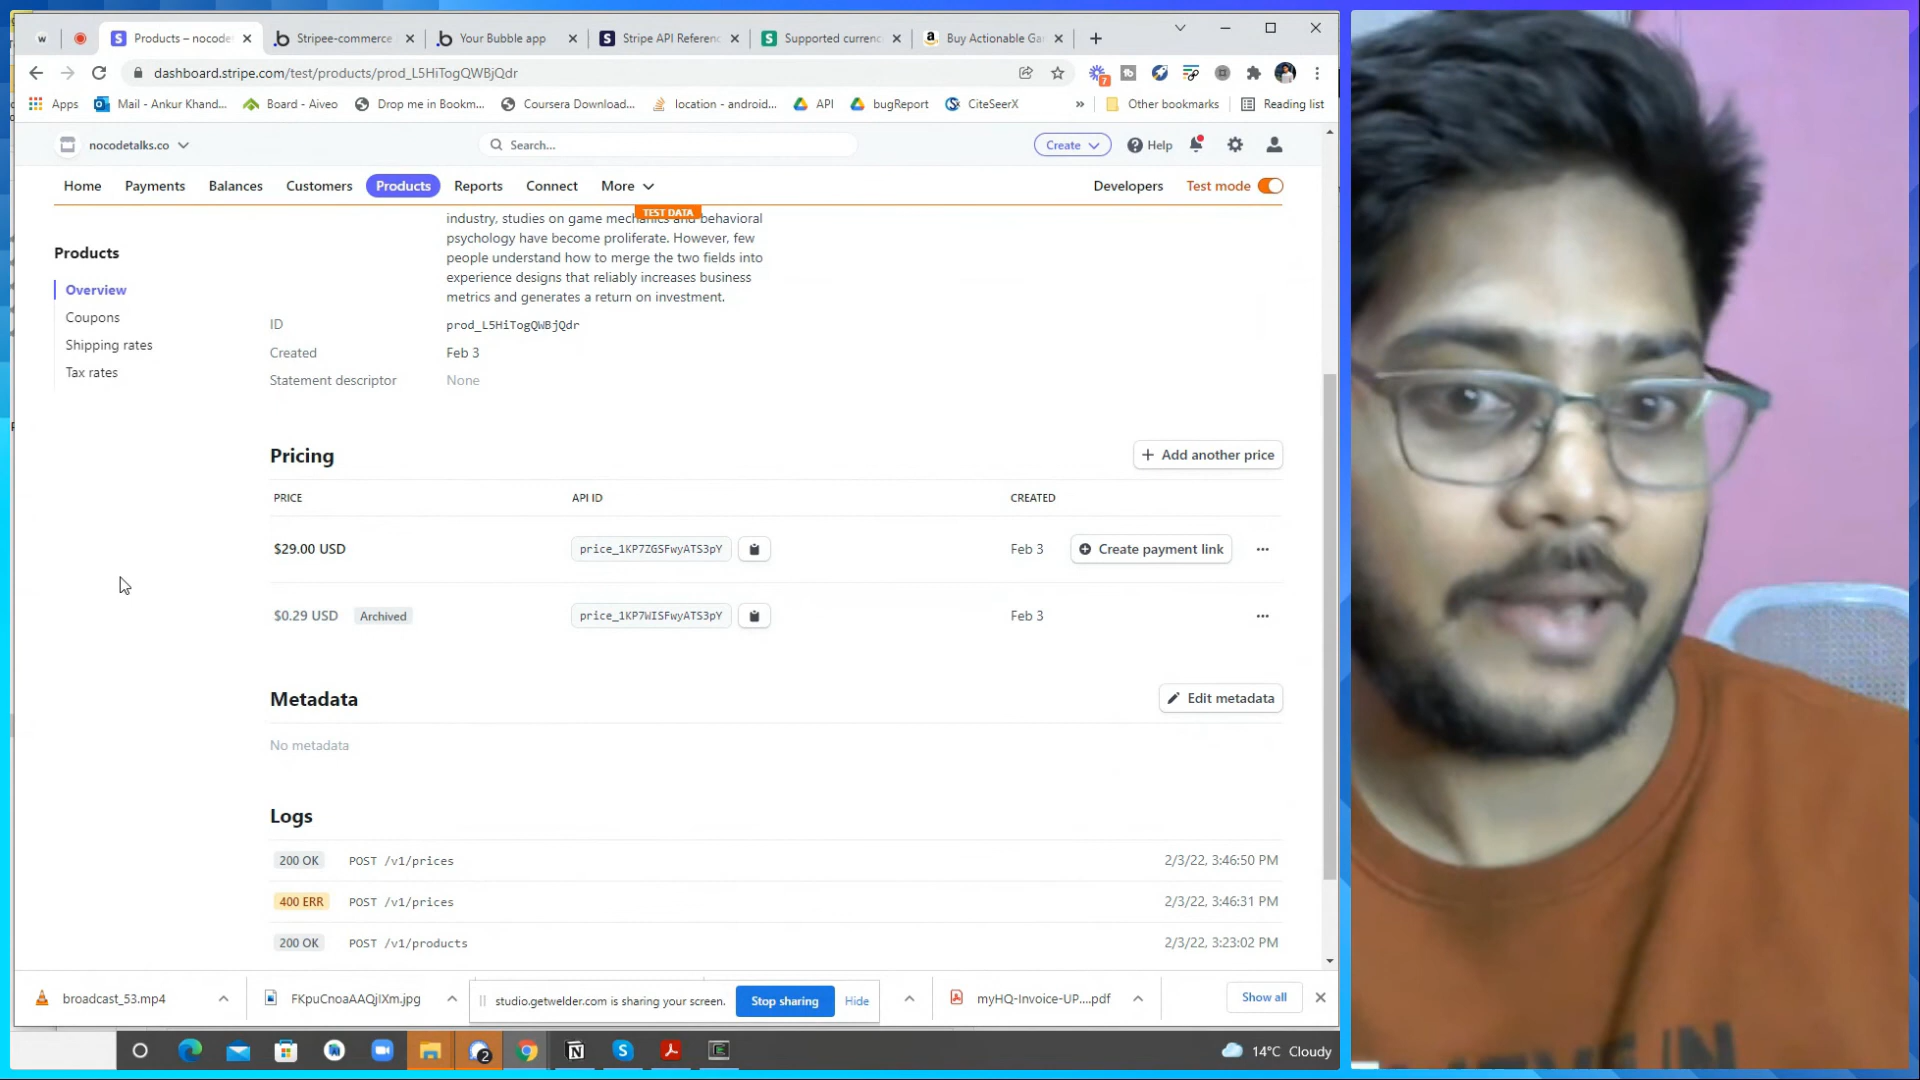 w
Products – nocode
Stripee-commerce
Your Bubble app
Stripe API Referenc
Supported currenc
Buy Actionable Ga
dashboard.stripe.com/test/products/prod_L5HiTogQWBjQdr
7
Apps
Mail - Ankur Khand...
Board - Aiveo
Drop me in Bookm...
Coursera Download...
location - android...
API
bugReport
CiteSeerX
»
Other bookmarks
Reading list
nocodetalks.co
Search...
Create
Help
Home
Payments
Balances
Customers
Products
Reports
Connect
More
Developers
Test mode
TEST DATA
industry, studies on game mechanics and behavioral
psychology have become proliferate. However, few
people understand how to merge the two fields into
experience designs that reliably increases business
metrics and generates a return on investment.
Products
Overview
Coupons
Shipping rates
Tax rates
ID
prod_L5HiTogQWBjQdr
Created
Feb 3
Statement descriptor
None
Pricing
+ Add another price
PRICE
API ID
CREATED
$29.00 USD
price_1KP7ZGSFwyATS3pY
Feb 3
Create payment link
$0.29 USD
Archived
price_1KP7WISFwyATS3pY
Feb 3
Metadata
Edit metadata
No metadata
Logs
200 OK
POST /v1/prices
2/3/22, 3:46:50 PM
400 ERR
POST /v1/prices
2/3/22, 3:46:31 PM
200 OK
POST /v1/products
2/3/22, 3:23:02 PM
broadcast_53.mp4
FKpuCnoaAAQjIXm.jpg
studio.getwelder.com is sharing your screen.
Stop sharing
Hide
myHQ-Invoice-UP....pdf
Show all
2
14°C Cloudy